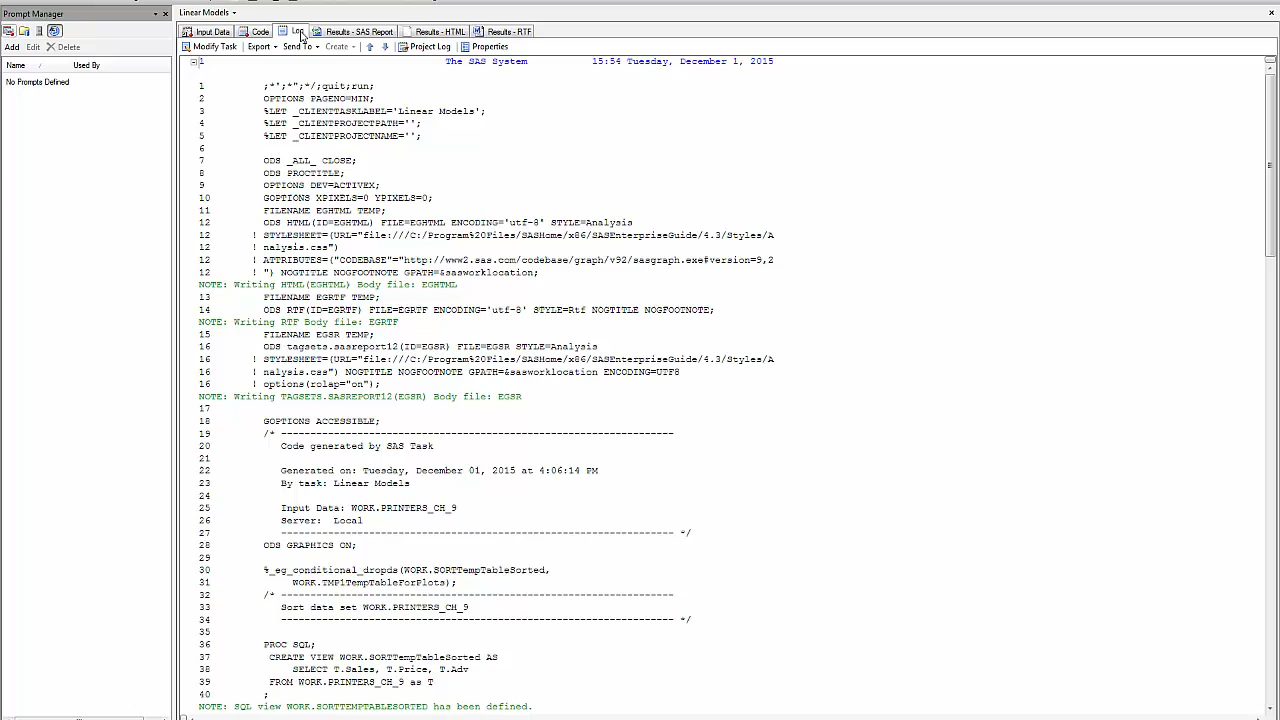 Prompt Manager
Linear Models
Input Data Code Log Results - SAS Report Results - HTML Results - RTF
Add Edit Delete
Modify Task Export Send To Create Project Log Properties
Name Used By
No Prompts Defined
1 The SAS System 15:54 Tuesday, December 1, 2015
1 ;*';*";*/;quit;run;
2 OPTIONS PAGENO=MIN;
3 %LET _CLIENTTASKLABEL='Linear Models';
4 %LET _CLIENTPROJECTPATH='';
5 %LET _CLIENTPROJECTNAME='';
6
7 ODS _ALL_ CLOSE;
8 ODS PROCTITLE;
9 OPTIONS DEV=ACTIVEX;
10 GOPTIONS XPIXELS=0 YPIXELS=0;
11 FILENAME EGHTML TEMP;
12 ODS HTML(ID=EGHTML) FILE=EGHTML ENCODING='utf-8' STYLE=Analysis
12 ! STYLESHEET=(URL="file:///C:/Program%20Files/SASHome/x86/SASEnterpriseGuide/4.3/Styles/A
12 ! nalysis.css")
12 ! ATTRIBUTES=("CODEBASE"="http://www2.sas.com/codebase/graph/v92/sasgraph.exe#version=9,2
12 ! ") NOGTITLE NOGFOOTNOTE GPATH=&sasworklocation;
NOTE: Writing HTML(EGHTML) Body file: EGHTML
13 FILENAME EGRTF TEMP;
14 ODS RTF(ID=EGRTF) FILE=EGRTF ENCODING='utf-8' STYLE=Rtf NOGTITLE NOGFOOTNOTE;
NOTE: Writing RTF Body file: EGRTF
15 FILENAME EGSR TEMP;
16 ODS tagsets.sasreport12(ID=EGSR) FILE=EGSR STYLE=Analysis
16 ! STYLESHEET=(URL="file:///C:/Program%20Files/SASHome/x86/SASEnterpriseGuide/4.3/Styles/A
16 ! nalysis.css") NOGTITLE NOGFOOTNOTE GPATH=&sasworklocation ENCODING=UTF8
16 ! options(rolap="on");
NOTE: Writing TAGSETS.SASREPORT12(EGSR) Body file: EGSR
17
18 GOPTIONS ACCESSIBLE;
19 /* -------------------------------------------------------------------
20 Code generated by SAS Task
21
22 Generated on: Tuesday, December 01, 2015 at 4:06:14 PM
23 By task: Linear Models
24
25 Input Data: WORK.PRINTERS_CH_9
26 Server: Local
27 ------------------------------------------------------------------- */
28 ODS GRAPHICS ON;
29
30 %_eg_conditional_dropds(WORK.SORTTempTableSorted,
31 WORK.TMP1TempTableForPlots);
32 /* -------------------------------------------------------------------
33 Sort data set WORK.PRINTERS_CH_9
34 ------------------------------------------------------------------- */
35
36 PROC SQL;
37 CREATE VIEW WORK.SORTTempTableSorted AS
38 SELECT T.Sales, T.Price, T.Adv
39 FROM WORK.PRINTERS_CH_9 as T
40 ;
NOTE: SQL view WORK.SORTTEMPTABLESORTED has been defined.